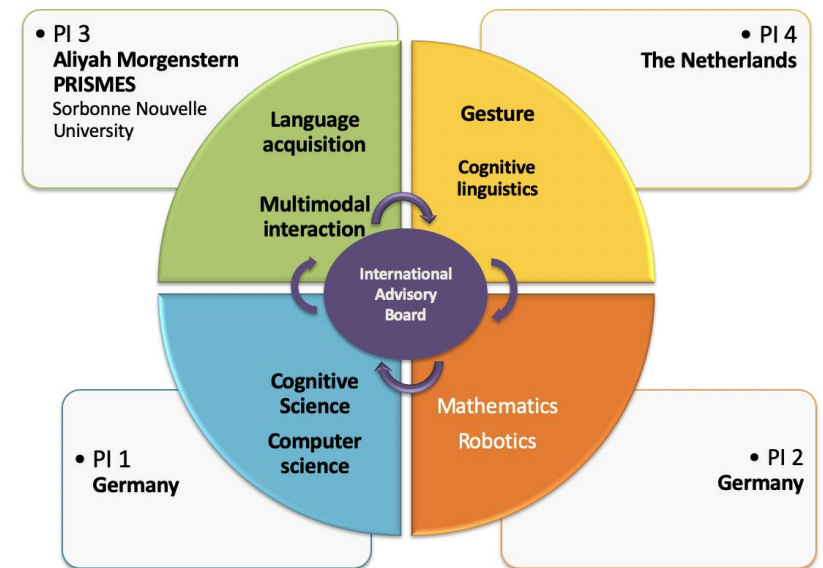 • PI 3
Aliyah Morgenstern
PRISMES
Sorbonne Nouvelle
University
• PI 4
The Netherlands
Language
acquisition
Multimodal
interaction
Gesture
Cognitive
linguistics
International
Advisory
Board
Cognitive
Science
Computer
science
Mathematics
Robotics
• PI 1
Germany
• PI 2
Germany